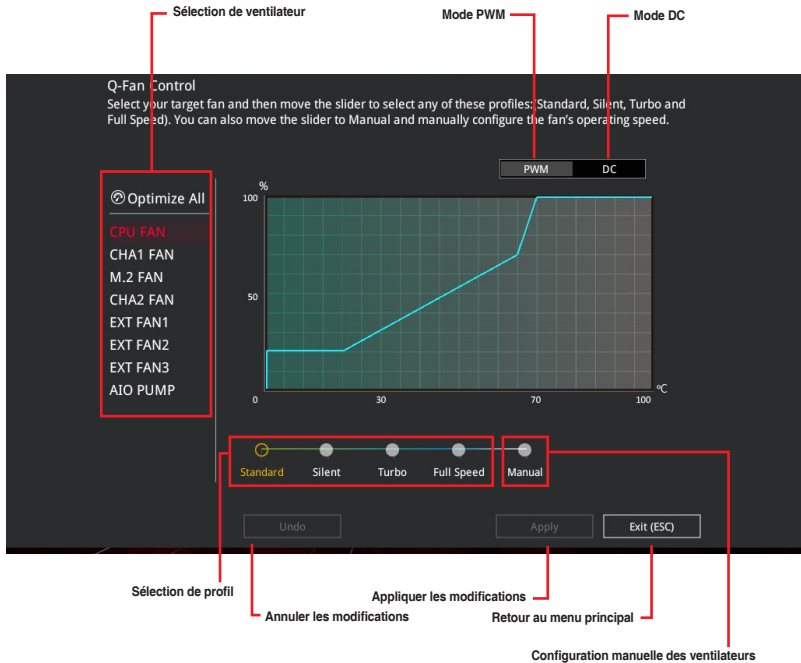 Sélection de ventilateur
Mode PWM
Mode DC
Q-Fan Control
Select your target fan and then move the slider to select any of these profiles:(Standard, Silent, Turbo and
Full Speed). You can also move the slider to Manual and manually configure the fan's operating speed.
PWM
DC
Optimize All
CPU FAN
CHA1 FAN
M.2 FAN
CHA2 FAN
EXT FAN1
EXT FAN2
EXT FAN3
AIO PUMP
%
100
50
0
30
70
100
°C
Standard
Silent
Turbo
Full Speed
Manual
Undo
Apply
Exit (ESC)
Sélection de profil
Annuler les modifications
Appliquer les modifications
Retour au menu principal
Configuration manuelle des ventilateurs